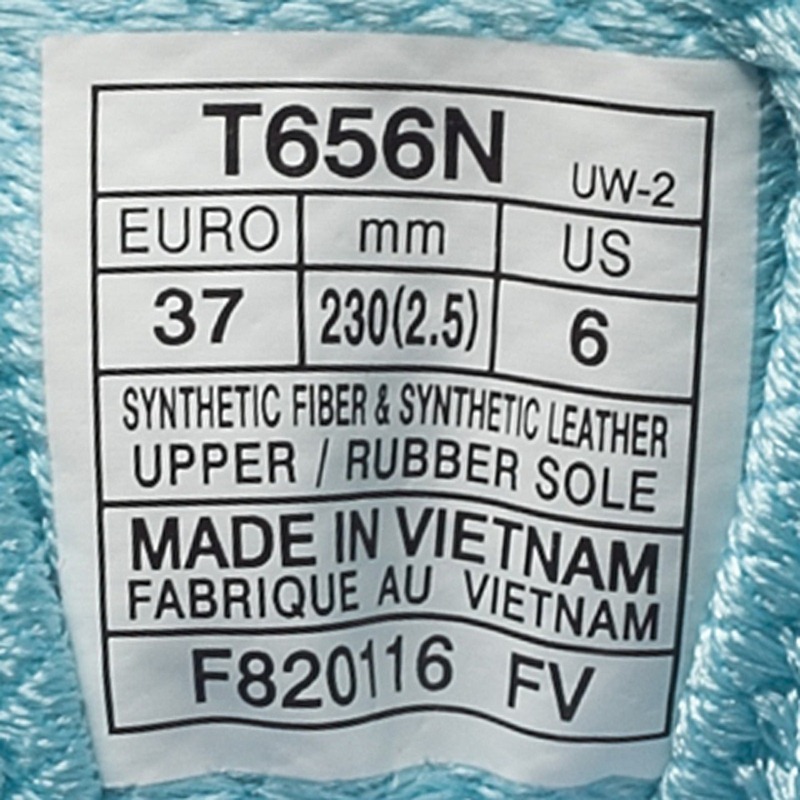 T656N UW-2
EURO mm US
37 230(2.5) 6
SYNTHETIC FIBER & SYNTHETIC LEATHER
UPPER / RUBBER SOLE
MADE IN VIETNAM
FABRIQUE AU VIETNAM
F820116 FV